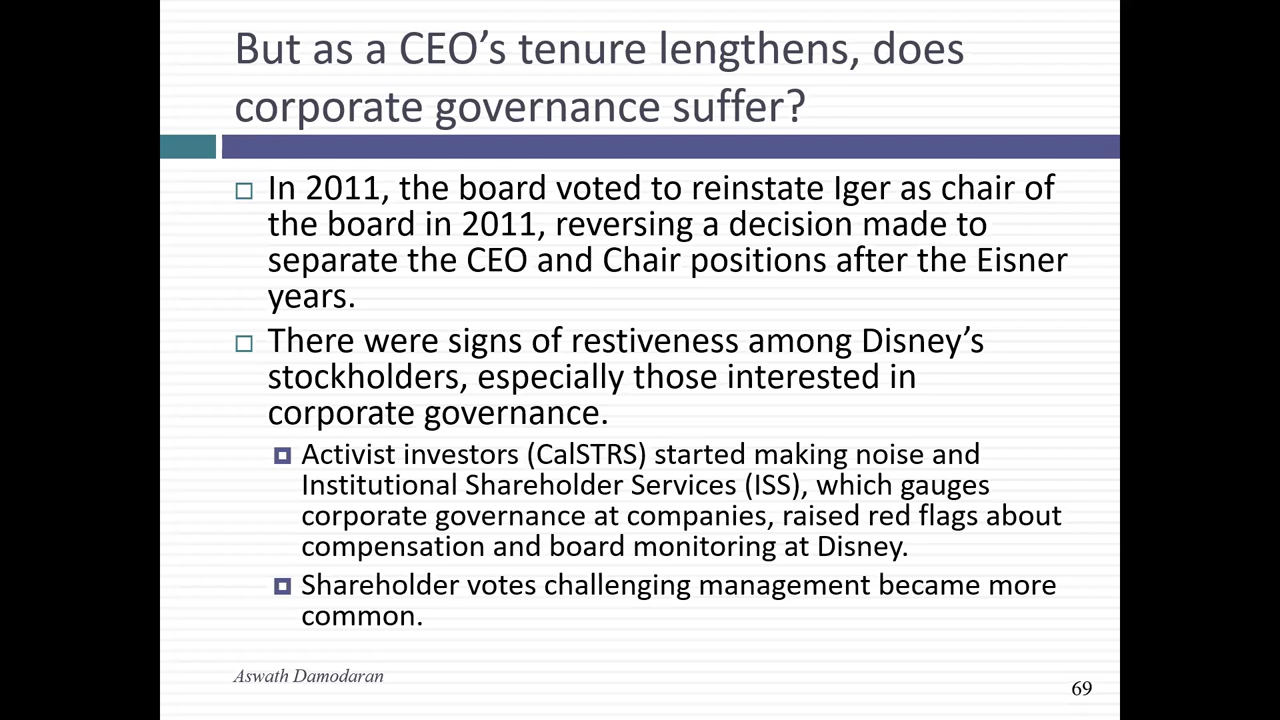 But as a CEO’s tenure lengthens, does
corporate governance suffer?
In 2011, the board voted to reinstate Iger as chair of
the board in 2011, reversing a decision made to
separate the CEO and Chair positions after the Eisner
years.
There were signs of restiveness among Disney’s
stockholders, especially those interested in
corporate governance.
Activist investors (CalSTRS) started making noise and
Institutional Shareholder Services (ISS), which gauges
corporate governance at companies, raised red flags about
compensation and board monitoring at Disney.
Shareholder votes challenging management became more
common.
Aswath Damodaran
69